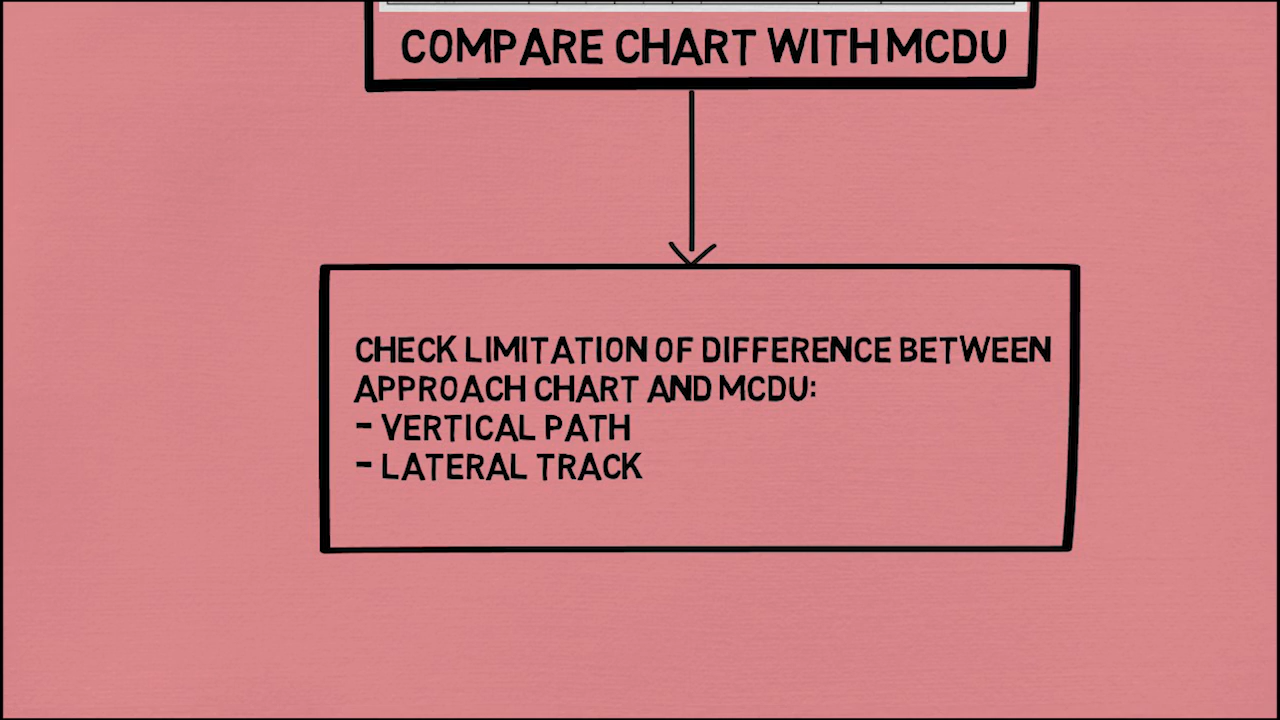 COMPARE CHART WITH MCDU
CHECK LIMITATION OF DIFFERENCE BETWEEN
APPROACH CHART AND MCDU:
- VERTICAL PATH
- LATERAL TRACK